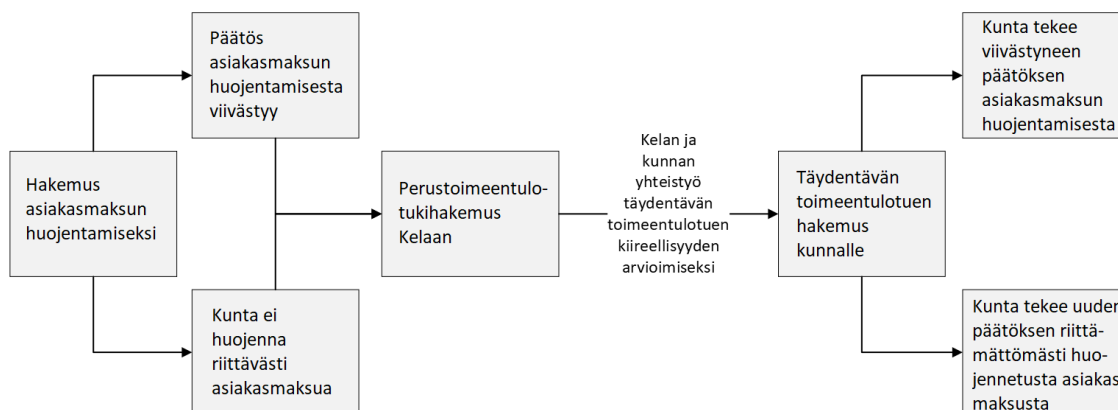 Hakemus
asiakasmaksun
huojentamiseksi
Päätös
asiakasmaksun
huojentamisesta
viivästyy
Kunta ei
huojenna
riittävästi
asiakasmaksua
Perustoimeentulo-
tukihakemus
Kelaan
Kelan ja
kunnan
yhteistyö
täydentävän
toimeentulotuen
kiireellisyyden
arvioimiseksi
Täydentävän
toimeentulotuen
hakemus
kunnalle
Kunta tekee
viivästyneen
päätöksen
asiakasmaksun
huojentamisesta
Kunta tekee uuden
päätöksen riittä-
mättömästi huo-
jennetusta asiakas
maksusta